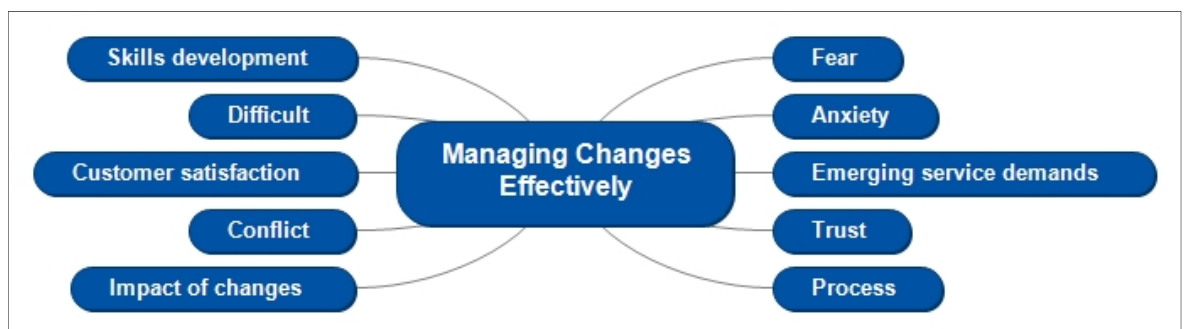 Skills development
Difficult
Customer satisfaction
Conflict
Impact of changes
Managing Changes
Effectively
Fear
Anxiety
Emerging service demands
Trust
Process